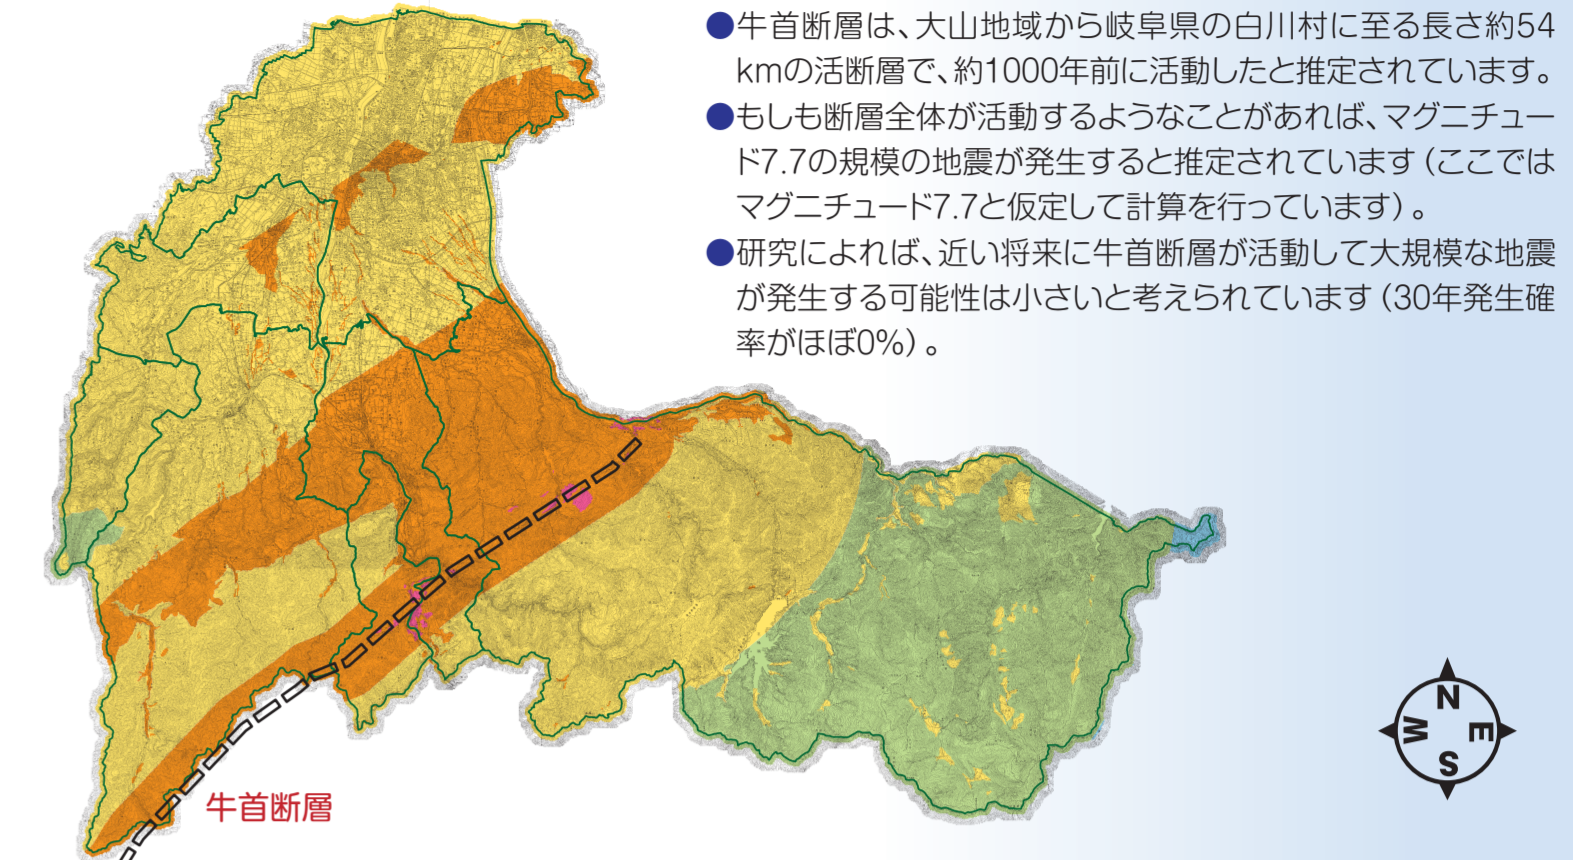 ●牛首断層は、大山地域から岐阜県の白川村に至る長さ約54
kmの活断層で、約1000年前に活動したと推定されています。
●もしも断層全体が活動するようなことがあれば、マグニチュー
ド7.7の規模の地震が発生すると推定されています（ここでは
マグニチュード7.7と仮定して計算を行っています）。
●研究によれば、近い将来に牛首断層が活動して大規模な地震
が発生する可能性は小さいと考えられています（30年発生確
率がほぼ0%）。
N
W
E
S
牛首断層